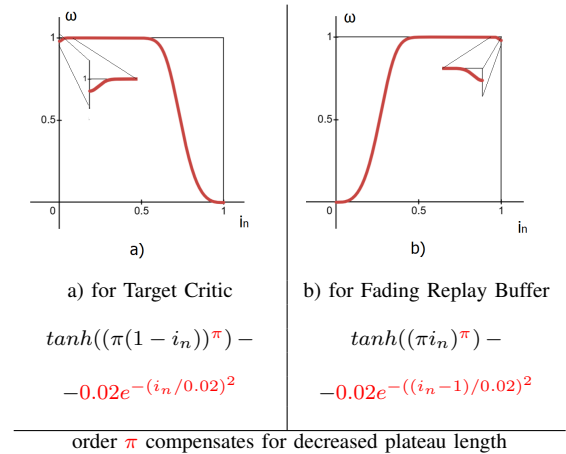 ω
1
1
0.5
0
0.5
1
iₙ
a)
ω
1
0.5
0
0.5
1
iₙ
b)
a) for Target Critic
tanh((π(1 − iₙ))^π) −
−0.02e^{−(iₙ/0.02)²}
b) for Fading Replay Buffer
tanh((πiₙ)^π) −
−0.02e^{−((iₙ−1)/0.02)²}
order π compensates for decreased plateau length